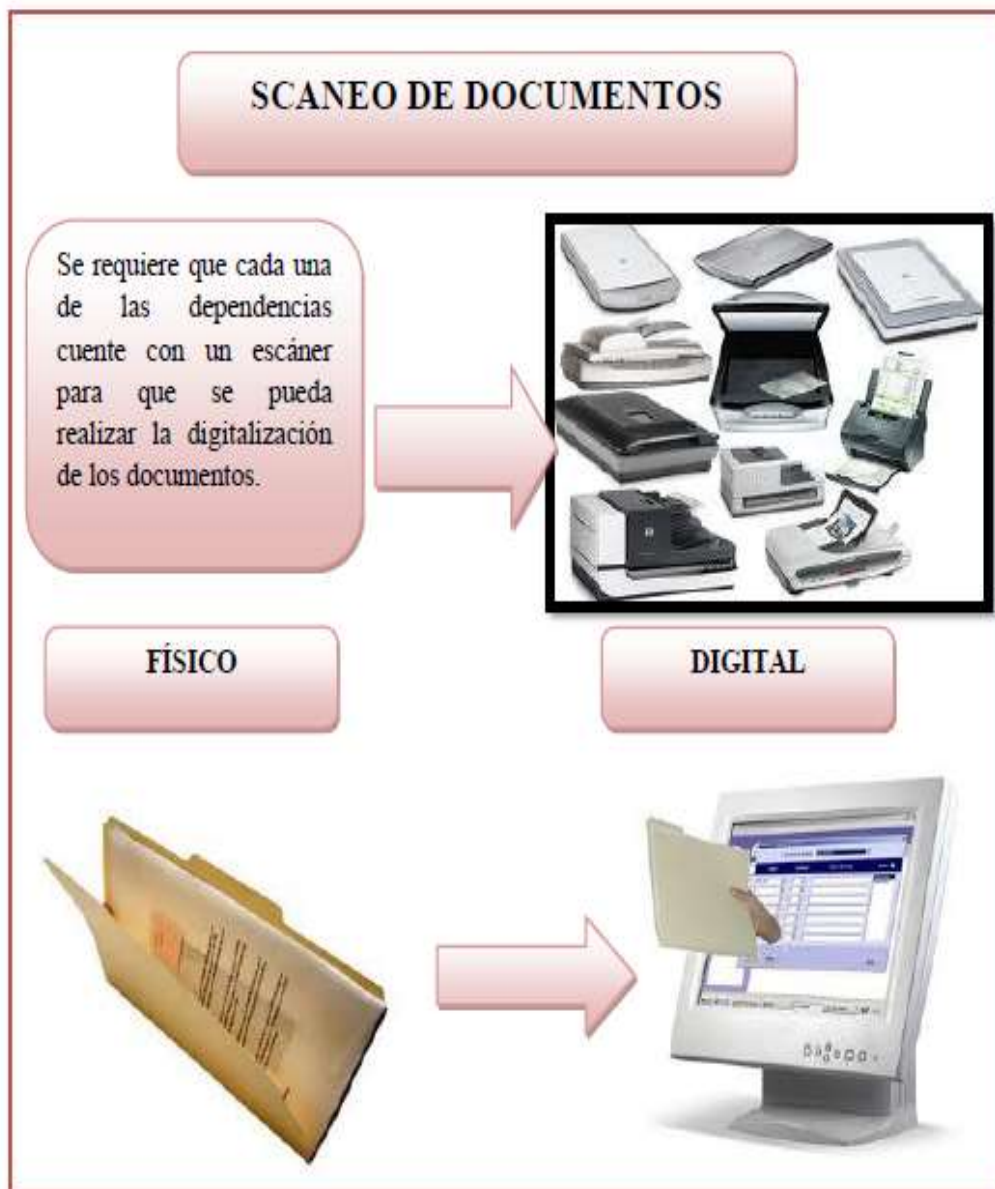 SCANEO DE DOCUMENTOS
Se requiere que cada una
de las dependencias
cuente con un escáner
para que se pueda
realizar la digitalización
de los documentos.
FÍSICO
DIGITAL